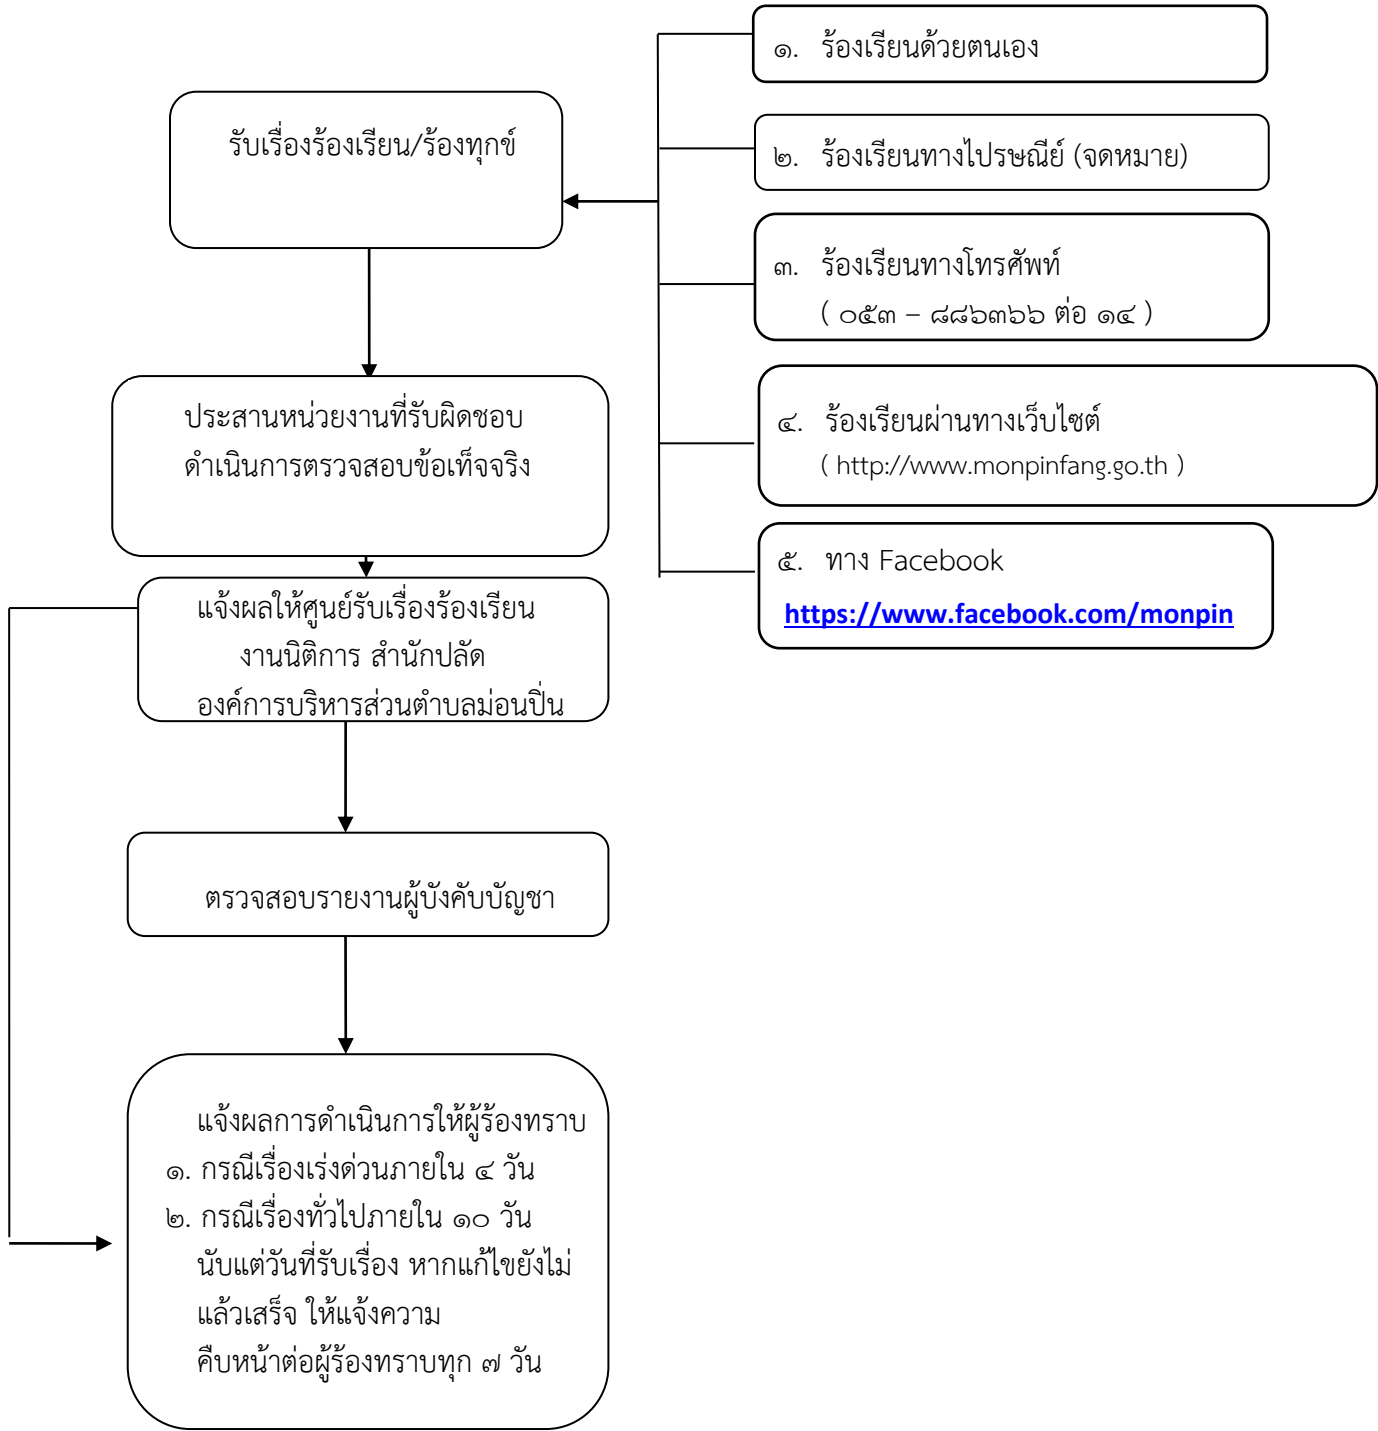 ๑. ร้องเรียนด้วยตนเอง
รับเรื่องร้องเรียน/ร้องทุกข์
๒. ร้องเรียนทางไปรษณีย์ (จดหมาย)
๓. ร้องเรียนทางโทรศัพท์
( ๐๕๓ – ๘๘๖๓๖๖ ต่อ ๑๔ )
๔. ร้องเรียนผ่านทางเว็บไซต์
( http://www.monpinfang.go.th )
๕. ทาง Facebook
https://www.facebook.com/monpin
ประสานหน่วยงานที่รับผิดชอบ
ดำเนินการตรวจสอบข้อเท็จจริง
แจ้งผลให้ศูนย์รับเรื่องร้องเรียน
งานนิติการ สำนักปลัด
องค์การบริหารส่วนตำบลม่อนปิ่น
ตรวจสอบรายงานผู้บังคับบัญชา
แจ้งผลการดำเนินการให้ผู้ร้องทราบ
๑. กรณีเรื่องเร่งด่วนภายใน ๔ วัน
๒. กรณีเรื่องทั่วไปภายใน ๑๐ วัน
นับแต่วันที่รับเรื่อง หากแก้ไขยังไม่
แล้วเสร็จ ให้แจ้งความ
คืบหน้าต่อผู้ร้องทราบทุก ๗ วัน